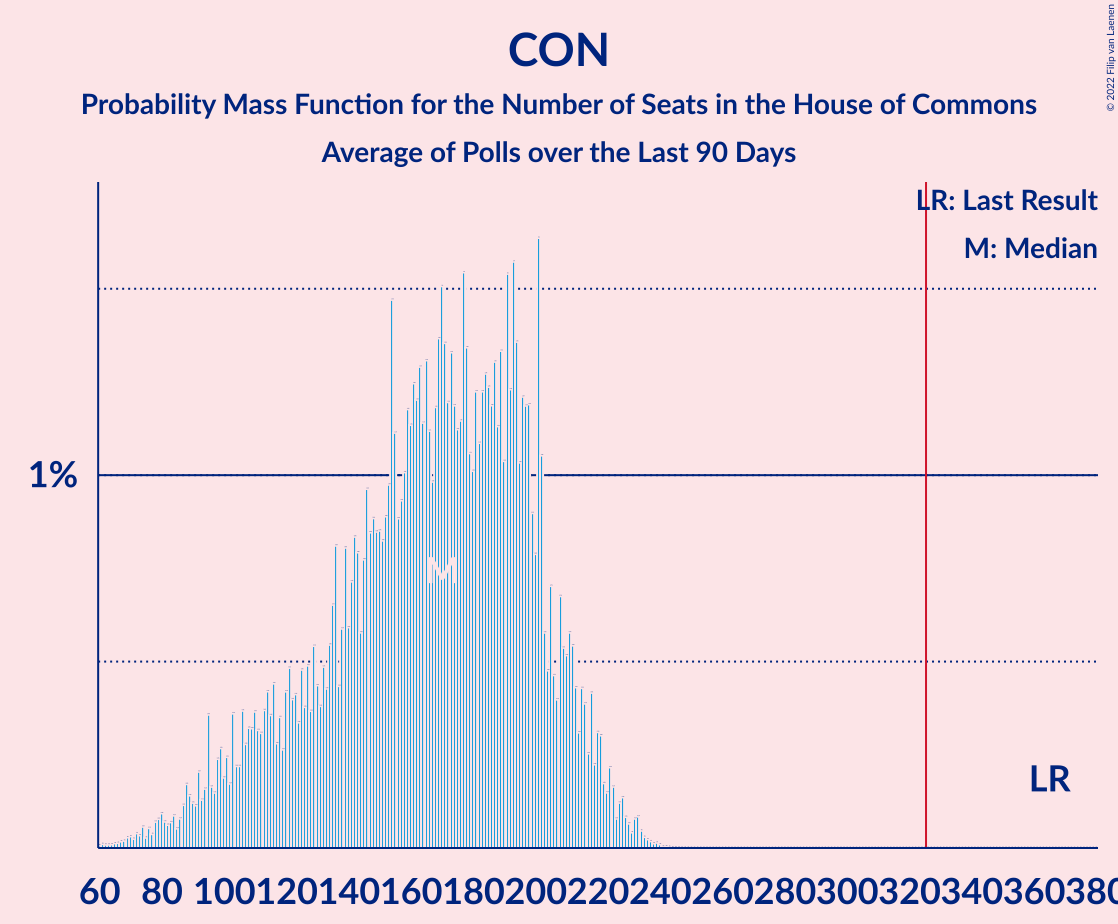 CON
Probability Mass Function for the Number of Seats in the House of Commons
Average of Polls over the Last 90 Days
© 2022 Filip van Laenen
LR: Last Result
M: Median
1%
M
LR
60 80 100 120 140 160 180 200 220 240 260 280 300 320 340 360 380